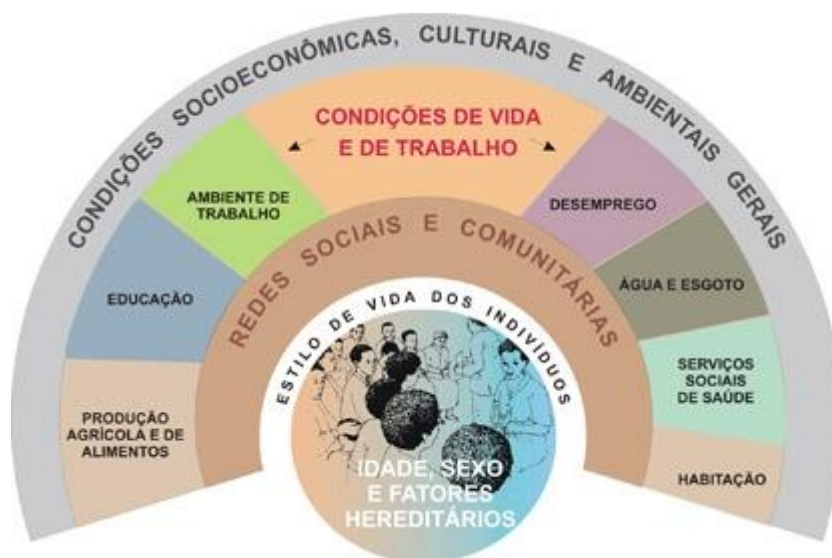 CONDIÇÕES SOCIOECONÔMICAS, CULTURAIS E AMBIENTAIS GERAIS
CONDIÇÕES DE VIDA
E DE TRABALHO
AMBIENTE DE
TRABALHO
DESEMPREGO
EDUCAÇÃO
ÁGUA E ESGOTO
PRODUÇÃO
AGRÍCOLA E DE
ALIMENTOS
SERVIÇOS
SOCIAIS
DE SAÚDE
HABITAÇÃO
REDES SOCIAIS E COMUNITÁRIAS
ESTILO DE VIDA DOS INDIVÍDUOS
IDADE, SEXO
E FATORES
HEREDITÁRIOS